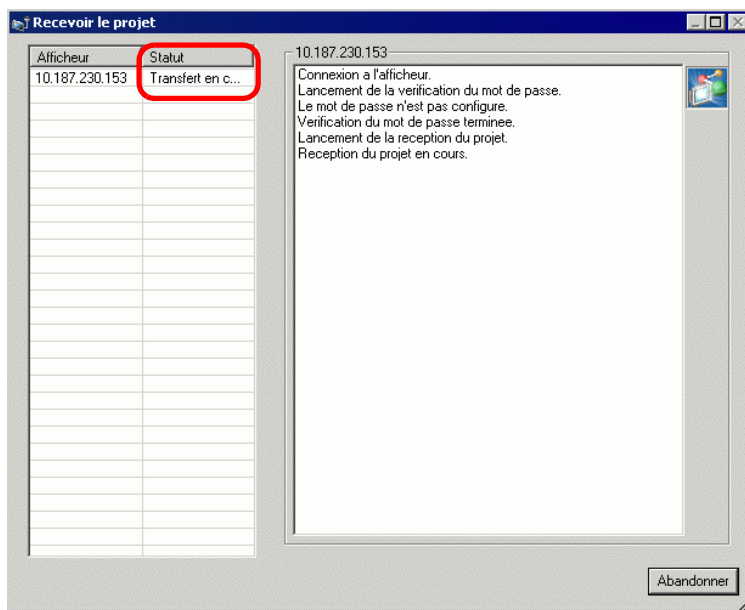 Recevoir le projet
Afficheur Statut
10.187.230.153 Transfert en c...
10.187.230.153
Connexion a l'afficheur.
Lancement de la verification du mot de passe.
Le mot de passe n'est pas configure.
Verification du mot de passe terminee.
Lancement de la reception du projet.
Reception du projet en cours.
Abandonner